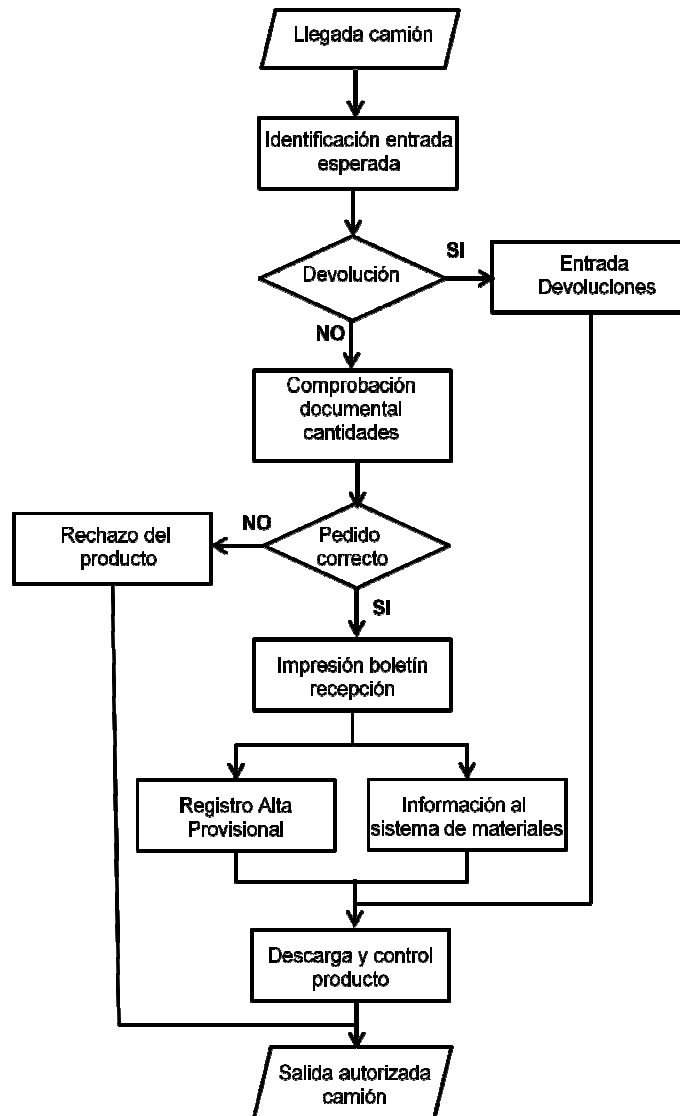 Llegada camión
Identificación entrada
esperada
Devolución
SI
Entrada
Devoluciones
NO
Comprobación
documental
cantidades
Rechazo del
producto
NO
Pedido
correcto
SI
Impresión boletín
recepción
Registro Alta
Provisional
Información al
sistema de materiales
Descarga y control
producto
Salida autorizada
camión